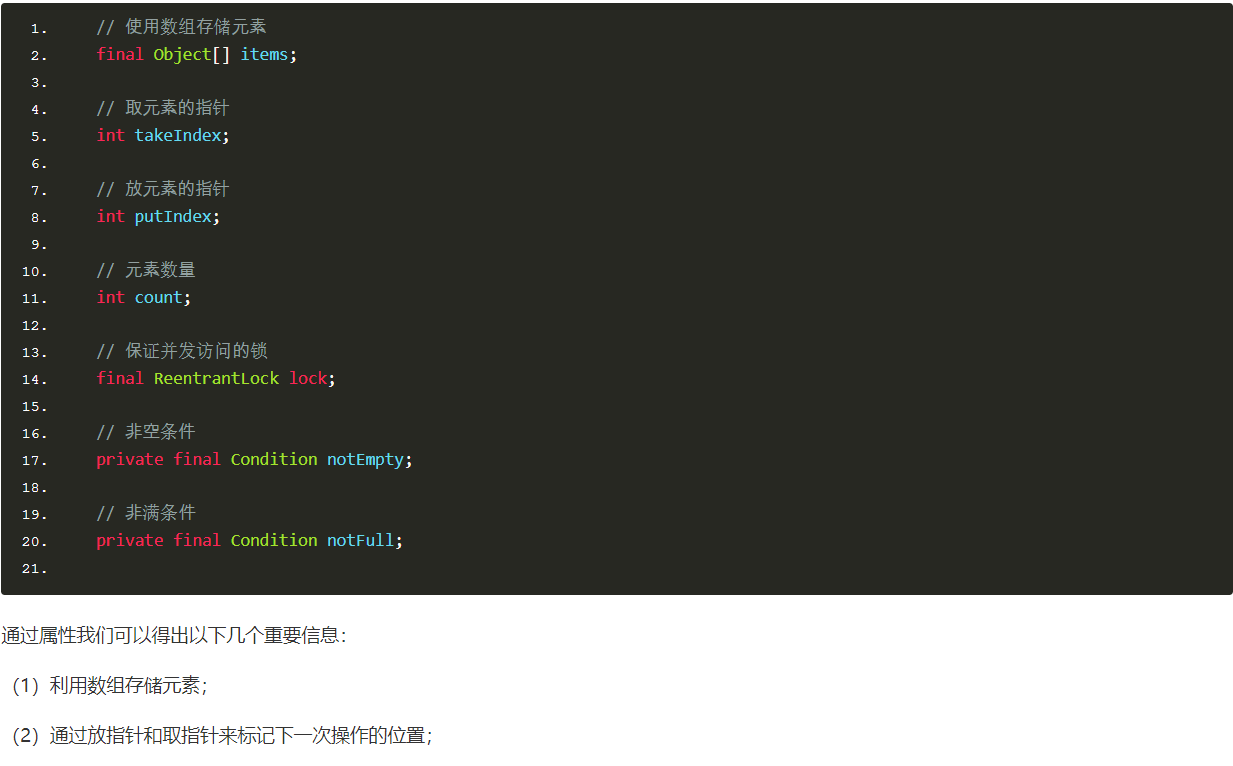 1. // 使用数组存储元素
2. final Object[] items;
3.
4. // 取元素的指针
5. int takeIndex;
6.
7. // 放元素的指针
8. int putIndex;
9.
10. // 元素数量
11. int count;
12.
13. // 保证并发访问的锁
14. final ReentrantLock lock;
15.
16. // 非空条件
17. private final Condition notEmpty;
18.
19. // 非满条件
20. private final Condition notFull;
21.
通过属性我们可以得出以下几个重要信息：
（1）利用数组存储元素；
（2）通过放指针和取指针来标记下一次操作的位置；